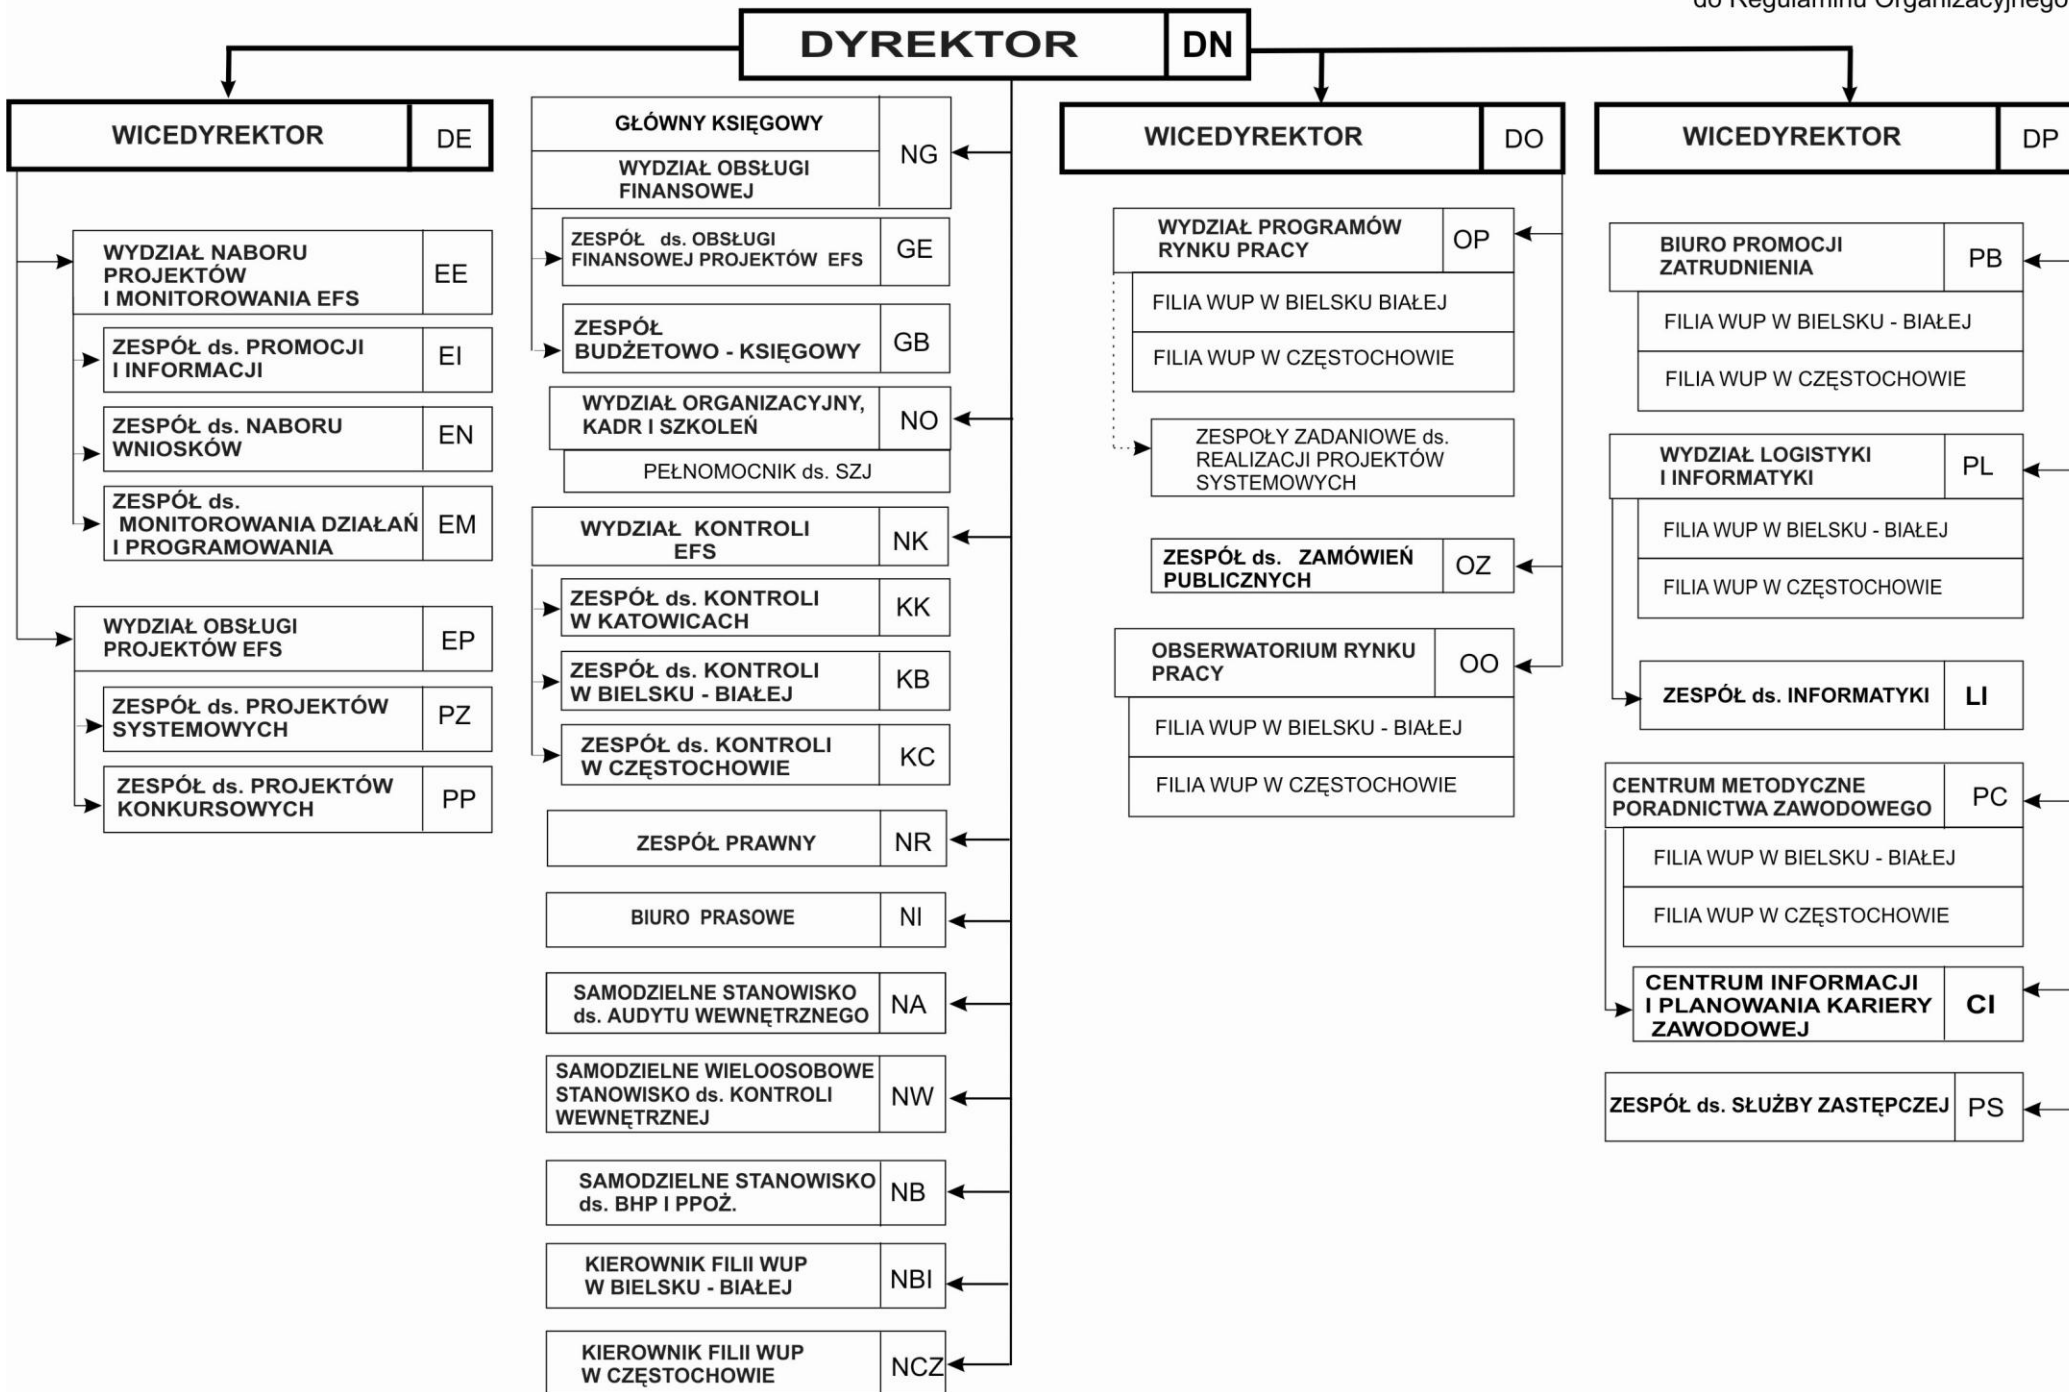 do Regulaminu Organizacyjnego
DYREKTOR DN
WICEDYREKTOR DE
WYDZIAŁ NABORU
PROJEKTÓW
I MONITOROWANIA EFS
EE
ZESPÓŁ ds. PROMOCJI
I INFORMACJI
EI
ZESPÓŁ ds. NABORU
WNIOSKÓW
EN
ZESPÓŁ ds.
MONITOROWANIA DZIAŁAŃ
I PROGRAMOWANIA
EM
WYDZIAŁ OBSŁUGI
PROJEKTÓW EFS
EP
ZESPÓŁ ds. PROJEKTÓW
SYSTEMOWYCH
PZ
ZESPÓŁ ds. PROJEKTÓW
KONKURSOWYCH
PP
GŁÓWNY KSIĘGOWY
WYDZIAŁ OBSŁUGI
FINANSOWEJ
NG
ZESPÓŁ ds. OBSŁUGI
FINANSOWEJ PROJEKTÓW EFS
GE
ZESPÓŁ
BUDŻETOWO - KSIĘGOWY
GB
WYDZIAŁ ORGANIZACYJNY,
KADR I SZKOLEŃ
NO
PEŁNOMOCNIK ds. SZJ
WYDZIAŁ KONTROLI
EFS
NK
ZESPÓŁ ds. KONTROLI
W KATOWICACH
KK
ZESPÓŁ ds. KONTROLI
W BIELSKU - BIAŁEJ
KB
ZESPÓŁ ds. KONTROLI
W CZĘSTOCHOWIE
KC
ZESPÓŁ PRAWNY NR
BIURO PRASOWE NI
SAMODZIELNE STANOWISKO
ds. AUDYTU WEWNĘTRZNEGO
NA
SAMODZIELNE WIELOOSOBOWE
STANOWISKO ds. KONTROLI
WEWNĘTRZNEJ
NW
SAMODZIELNE STANOWISKO
ds. BHP I PPOŻ.
NB
KIEROWNIK FILII WUP
W BIELSKU - BIAŁEJ
NBI
KIEROWNIK FILII WUP
W CZĘSTOCHOWIE
NCZ
WICEDYREKTOR DO
WYDZIAŁ PROGRAMÓW
RYNKU PRACY
OP
FILIA WUP W BIELSKU BIAŁEJ
FILIA WUP W CZĘSTOCHOWIE
ZESPOŁY ZADANIOWE ds.
REALIZACJI PROJEKTÓW
SYSTEMOWYCH
ZESPÓŁ ds. ZAMÓWIEŃ
PUBLICZNYCH
OZ
OBSERWATORIUM RYNKU
PRACY
OO
FILIA WUP W BIELSKU - BIAŁEJ
FILIA WUP W CZĘSTOCHOWIE
WICEDYREKTOR DP
BIURO PROMOCJI
ZATRUDNIENIA
PB
FILIA WUP W BIELSKU - BIAŁEJ
FILIA WUP W CZĘSTOCHOWIE
WYDZIAŁ LOGISTYKI
I INFORMATYKI
PL
FILIA WUP W BIELSKU - BIAŁEJ
FILIA WUP W CZĘSTOCHOWIE
ZESPÓŁ ds. INFORMATYKI LI
CENTRUM METODYCZNE
PORADNICTWA ZAWODOWEGO
PC
FILIA WUP W BIELSKU - BIAŁEJ
FILIA WUP W CZĘSTOCHOWIE
CENTRUM INFORMACJI
I PLANOWANIA KARIERY
ZAWODOWEJ
CI
ZESPÓŁ ds. SŁUŻBY ZASTĘPCZEJ PS